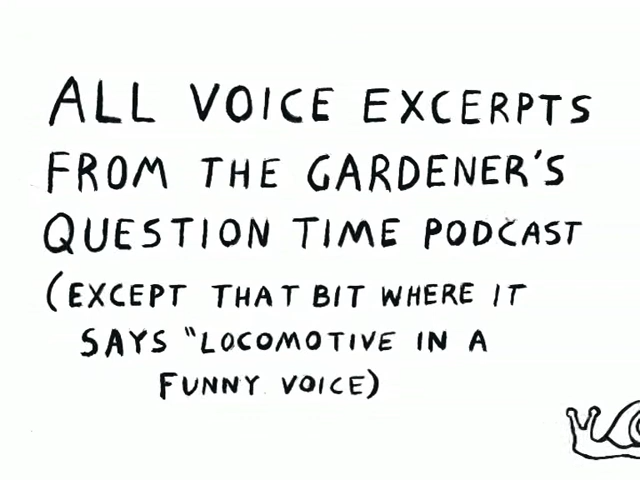 ALL VOICE EXCERPTS
FROM THE GARDENER'S
QUESTION TIME PODCAST
(EXCEPT THAT BIT WHERE IT
SAYS "LOCOMOTIVE IN A
FUNNY VOICE)